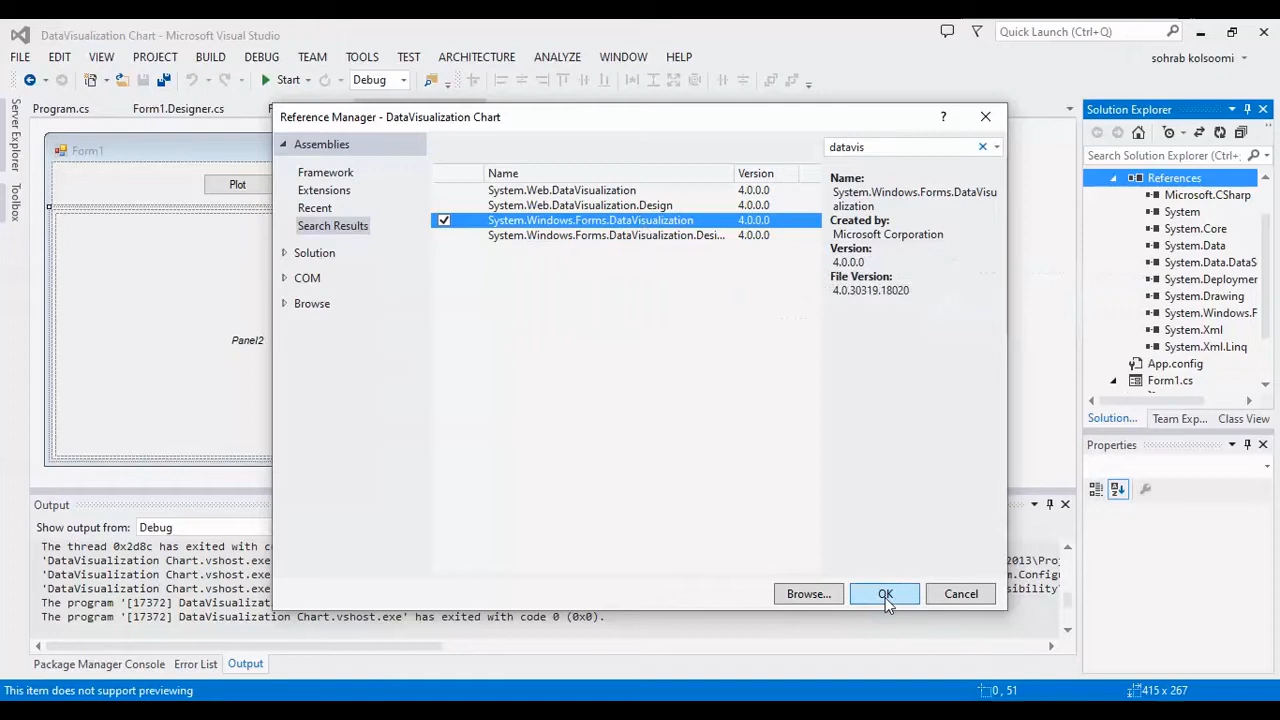 DataVisualization Chart - Microsoft Visual Studio
Quick Launch (Ctrl+Q)
FILE EDIT VIEW PROJECT BUILD DEBUG TEAM TOOLS TEST ARCHITECTURE ANALYZE WINDOW HELP
sohrab kolsoomi
Start Debug
Program.cs Form1.Designer.cs
Server Explorer
Toolbox
Form1
Plot
Panel2
Reference Manager - DataVisualization Chart
?
Assemblies
Framework
Extensions
Recent
Search Results
Solution
COM
Browse
Name Version
System.Web.DataVisualization 4.0.0.0
System.Web.DataVisualization.Design 4.0.0.0
System.Windows.Forms.DataVisualization 4.0.0.0
System.Windows.Forms.DataVisualization.Desi... 4.0.0.0
datavis
Name:
System.Windows.Forms.DataVisu
alization
Created by:
Microsoft Corporation
Version:
4.0.0.0
File Version:
4.0.30319.18020
Browse... OK Cancel
Solution Explorer
Search Solution Explorer
References
Microsoft.CSharp
System
System.Core
System.Data
System.Data.DataS
System.Deploymer
System.Drawing
System.Windows.F
System.Xml
System.Xml.Linq
App.config
Form1.cs
Solution... Team Exp... Class View
Properties
Output
Show output from: Debug
The thread 0x2d8c has exited with c
'DataVisualization Chart.vshost.exe 2013\Pro
'DataVisualization Chart.vshost.exe m.Config
'DataVisualization Chart.vshost.exe sibility
The program '[17372] DataVisualizat
The program '[17372] DataVisualization Chart.vshost.exe' has exited with code 0 (0x0).
Package Manager Console Error List Output
This item does not support previewing
0, 51
415 x 267